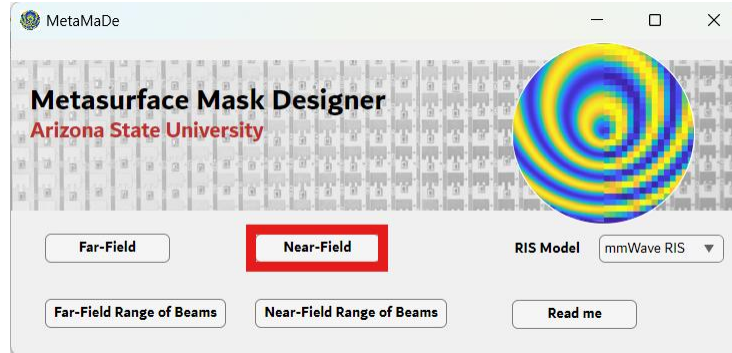 MetaMaDe
Metasurface Mask Designer
Arizona State University
Far-Field
Near-Field
RIS Model
mmWave RIS
Far-Field Range of Beams
Near-Field Range of Beams
Read me